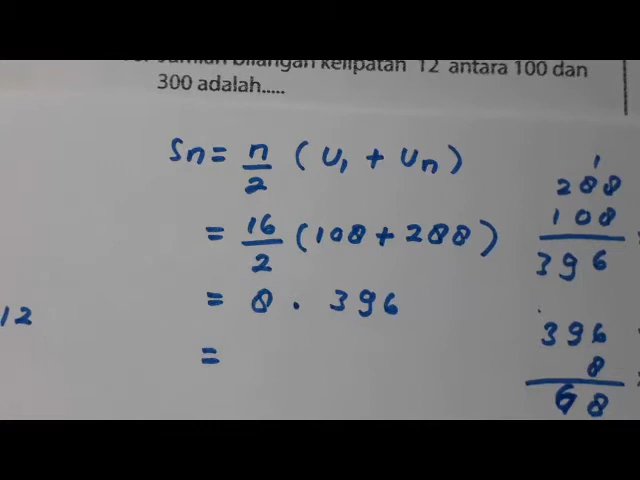 Jumlah bilangan kelipatan 12 antara 100 dan
300 adalah.....
Sn = n/2 (U1 + Un)
= 16/2 (108 + 288)
= 8 . 396
=
12
1
288
108
396
396
8
68